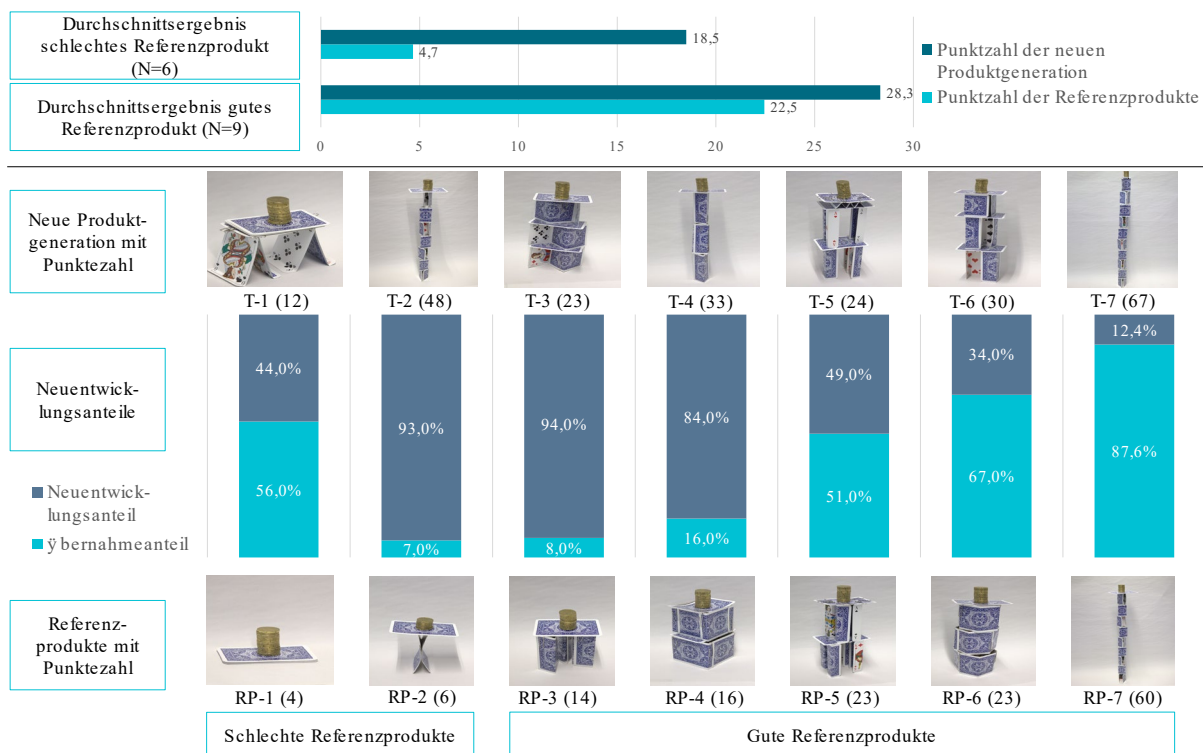 Durchschnittsergebnis
schlechtes Referenzprodukt
(N=6)
Durchschnittsergebnis gutes
Referenzprodukt (N=9)
18,5
4,7
28,3
22,5
0
5
10
15
20
25
30
Punktzahl der neuen
Produktgeneration
Punktzahl der Referenzprodukte
Neue Produkt-
generation mit
Punktezahl
T-1 (12)
T-2 (48)
T-3 (23)
T-4 (33)
T-5 (24)
T-6 (30)
T-7 (67)
Neuentwick-
lungsanteile
44,0%
93,0%
94,0%
84,0%
49,0%
34,0%
12,4%
56,0%
7,0%
8,0%
16,0%
51,0%
67,0%
87,6%
Neuentwick-
lungsanteil
ÿ bernahmeanteil
Referenz-
produkte mit
Punktezahl
RP-1 (4)
RP-2 (6)
RP-3 (14)
RP-4 (16)
RP-5 (23)
RP-6 (23)
RP-7 (60)
Schlechte Referenzprodukte
Gute Referenzprodukte